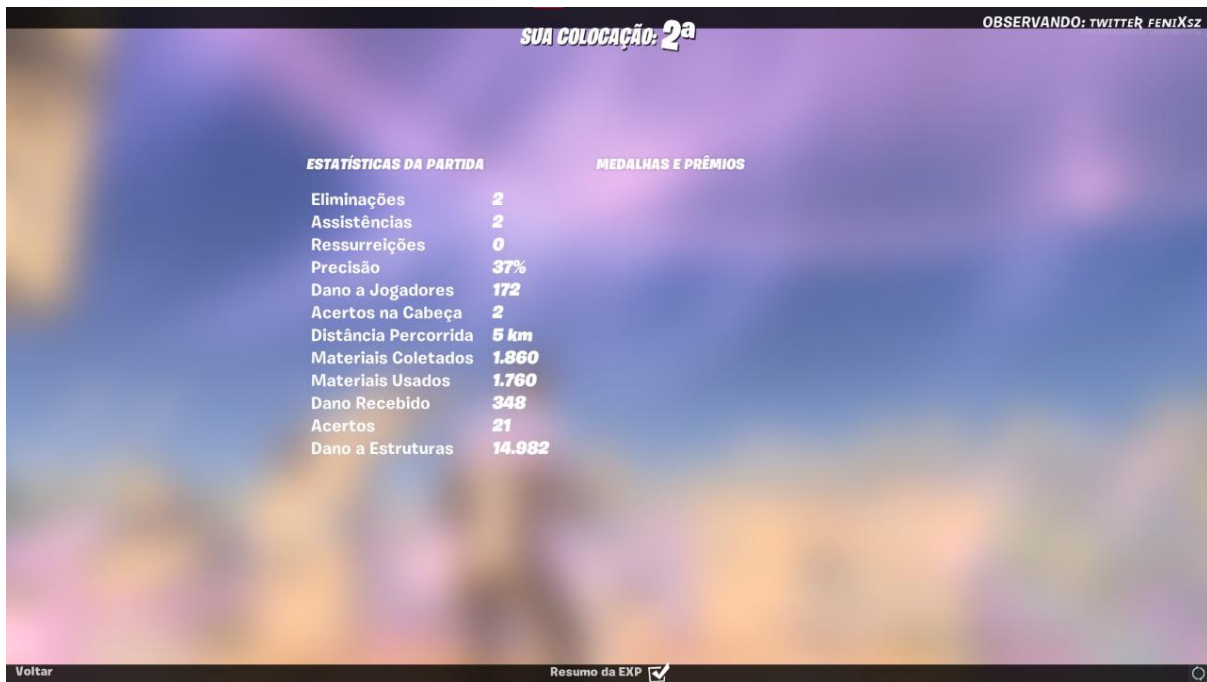 OBSERVANDO: TWITTER FENIXSZ
SUA COLOCAÇÃO: 2ª
ESTATÍSTICAS DA PARTIDA
Eliminações 2
Assistências 2
Ressurreições 0
Precisão 37%
Dano a Jogadores 172
Acertos na Cabeça 2
Distância Percorrida 5 km
Materiais Coletados 1.860
Materiais Usados 1.760
Dano Recebido 348
Acertos 21
Dano a Estruturas 14.982
MEDALHAS E PRÊMIOS
Voltar
Resumo da EXP